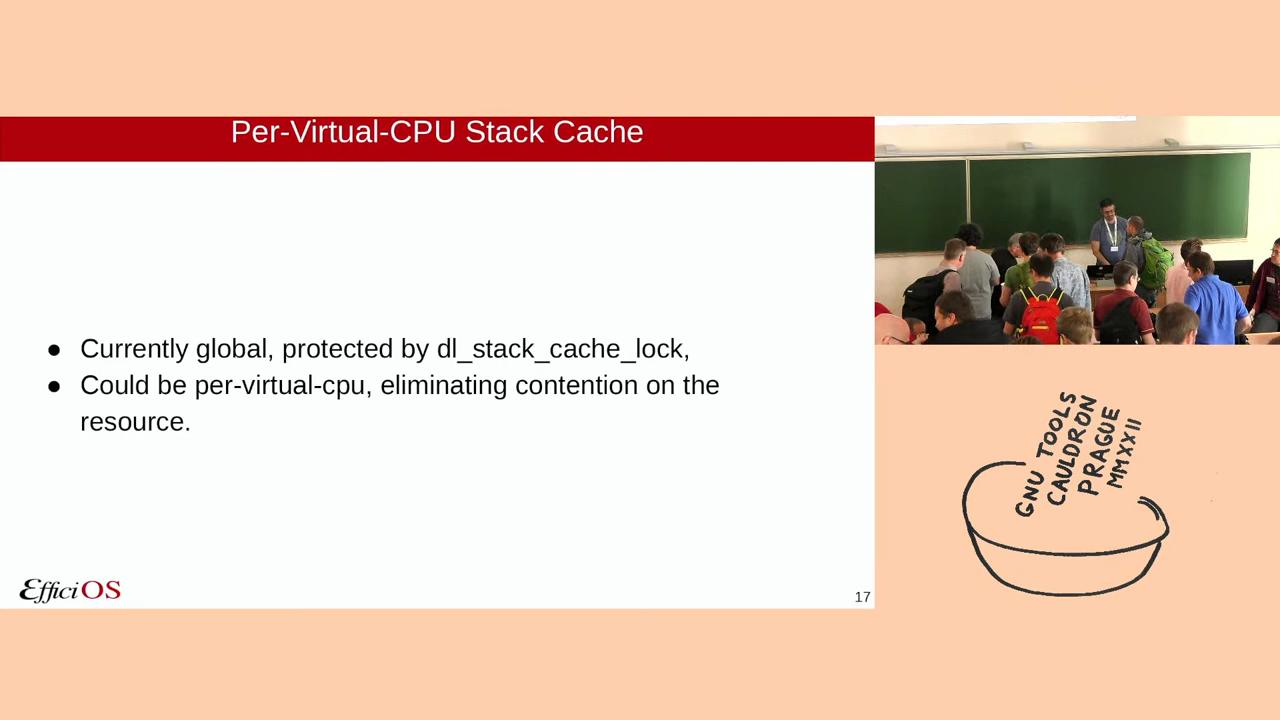 Per-Virtual-CPU Stack Cache
● Currently global, protected by dl_stack_cache_lock,
● Could be per-virtual-cpu, eliminating contention on the
resource.
EfficiOS
17
GNU TOOLS
CAULDRON
PRAGUE
MMXXII